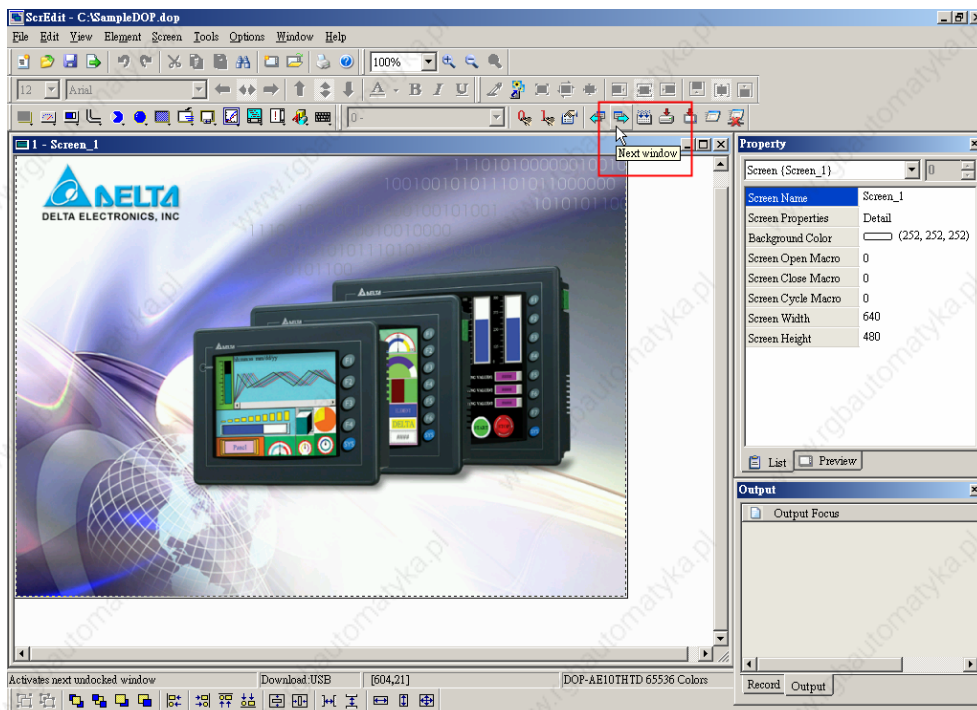 ScrEdit - C:\SampleDOP.dop
File Edit View Element Screen Tools Options Window Help
100%
12 Arial
B I U
0 -
Next window
1 - Screen_1
DELTA
DELTA ELECTRONICS, INC
Property
Screen {Screen_1} 0
Screen Name Screen_1
Screen Properties Detail
Background Color (252, 252, 252)
Screen Open Macro 0
Screen Close Macro 0
Screen Cycle Macro 0
Screen Width 640
Screen Height 480
List Preview
Output
Output Focus
Record Output
Activates next undocked window Download:USB [604,21] DOP-AE10THTD 65536 Colors
www.rgbautomatyka.pl